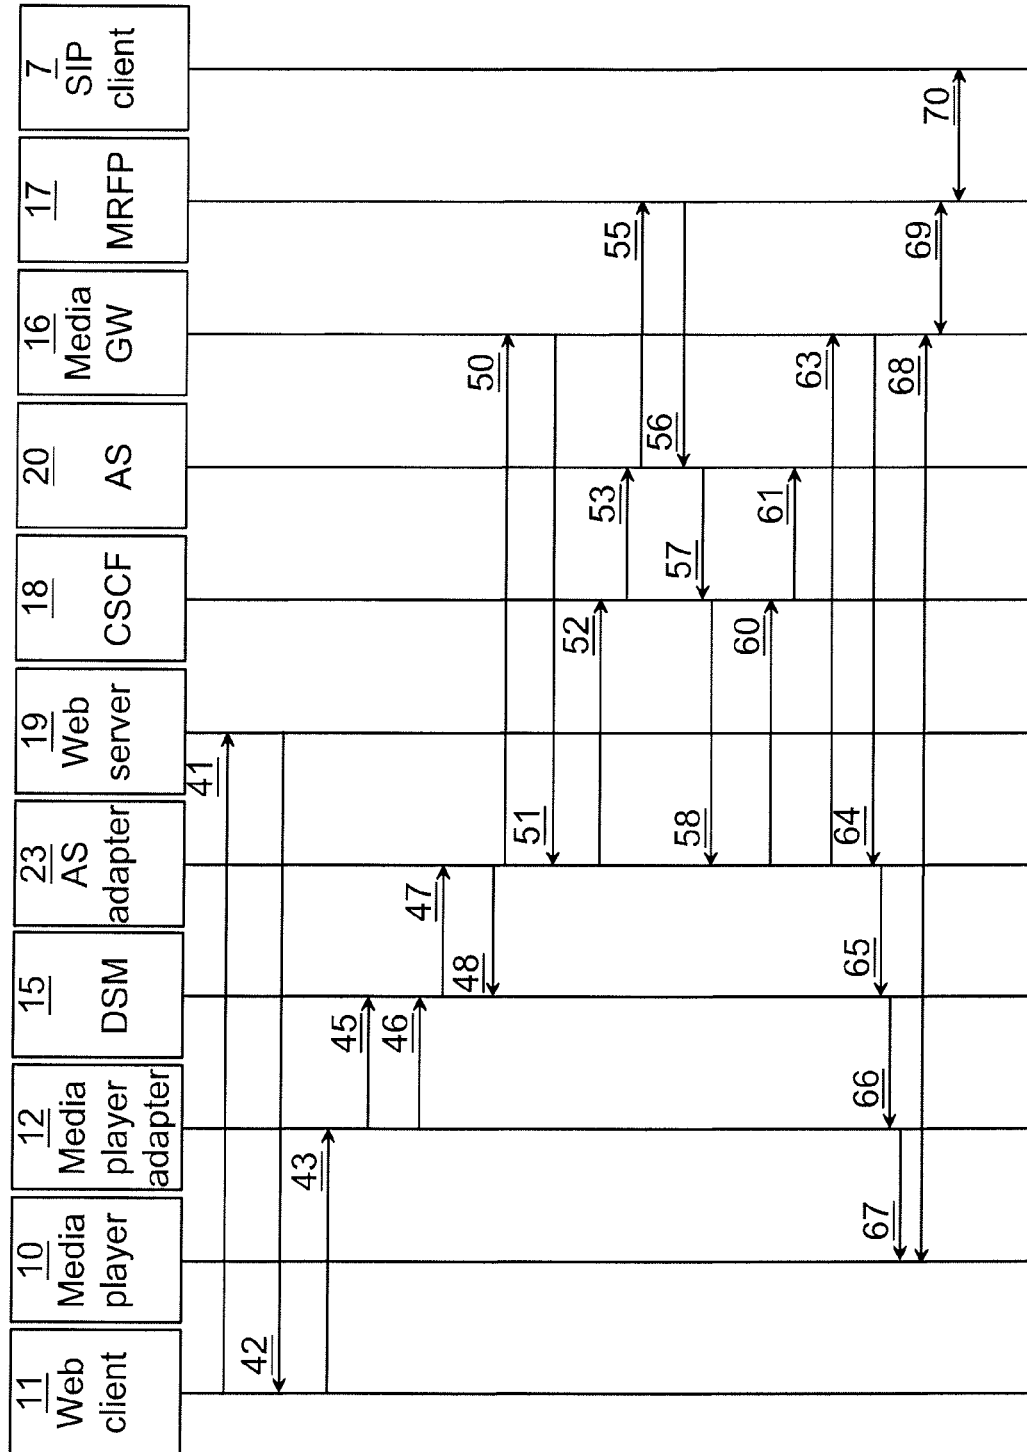 11
Web
client
10
Media
player
12
Media
player
adapter
15
DSM
23
AS
adapter
19
Web
server
18
CSCF
20
AS
16
Media
GW
17
MRFP
7
SIP
client
41
42
43
45
46
47
48
50
51
52
53
55
56
57
58
60
61
63
64
65
66
67
68
69
70